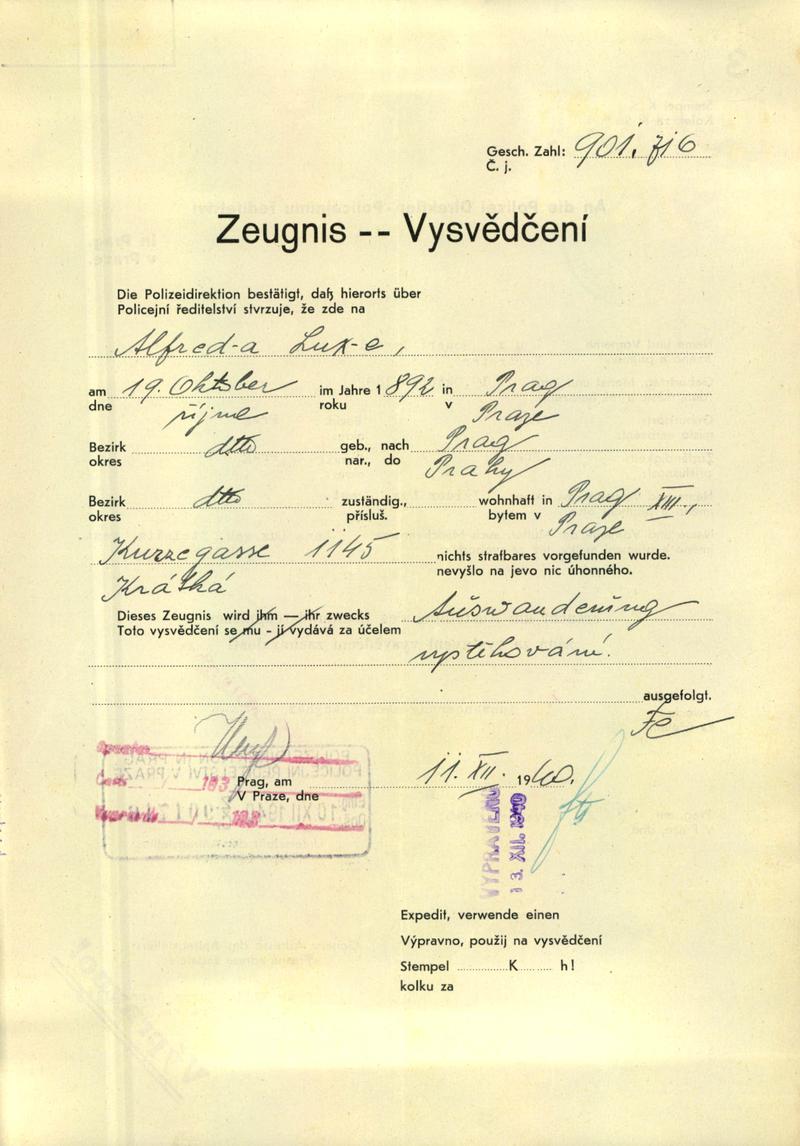 Gesch. Zahl: 901. 716
Č. j.
Zeugnis -- Vysvědčení
Die Polizeidirektion bestätigt, daß hierorts über
Policejní ředitelství stvrzuje, že zde na
Alfred-a Lux-e,
am 19. Oktober im Jahre 1892 in Prag
dne října roku v Praze
Bezirk dtto geb., nach Prag
okres nar., do Prahy
Bezirk dtto zuständig., wohnhaft in Prag XIII.,
okres přísluš. bytem v Praze
Kurzegasse 1145 nichts strafbares vorgefunden wurde.
Krátká nevyšlo na jevo nic úhonného.
Dieses Zeugnis wird ihm — ihr zwecks Auswanderung
Toto vysvědčení se mu - jí vydává za účelem
vystěhování.
ausgefolgt.
Prag, am 11. XII. 1940.
V Praze, dne
VYPRAVENO
13. XII. 1940
Expedit, verwende einen
Výpravno, použij na vysvědčení
Stempel K h!
kolku za